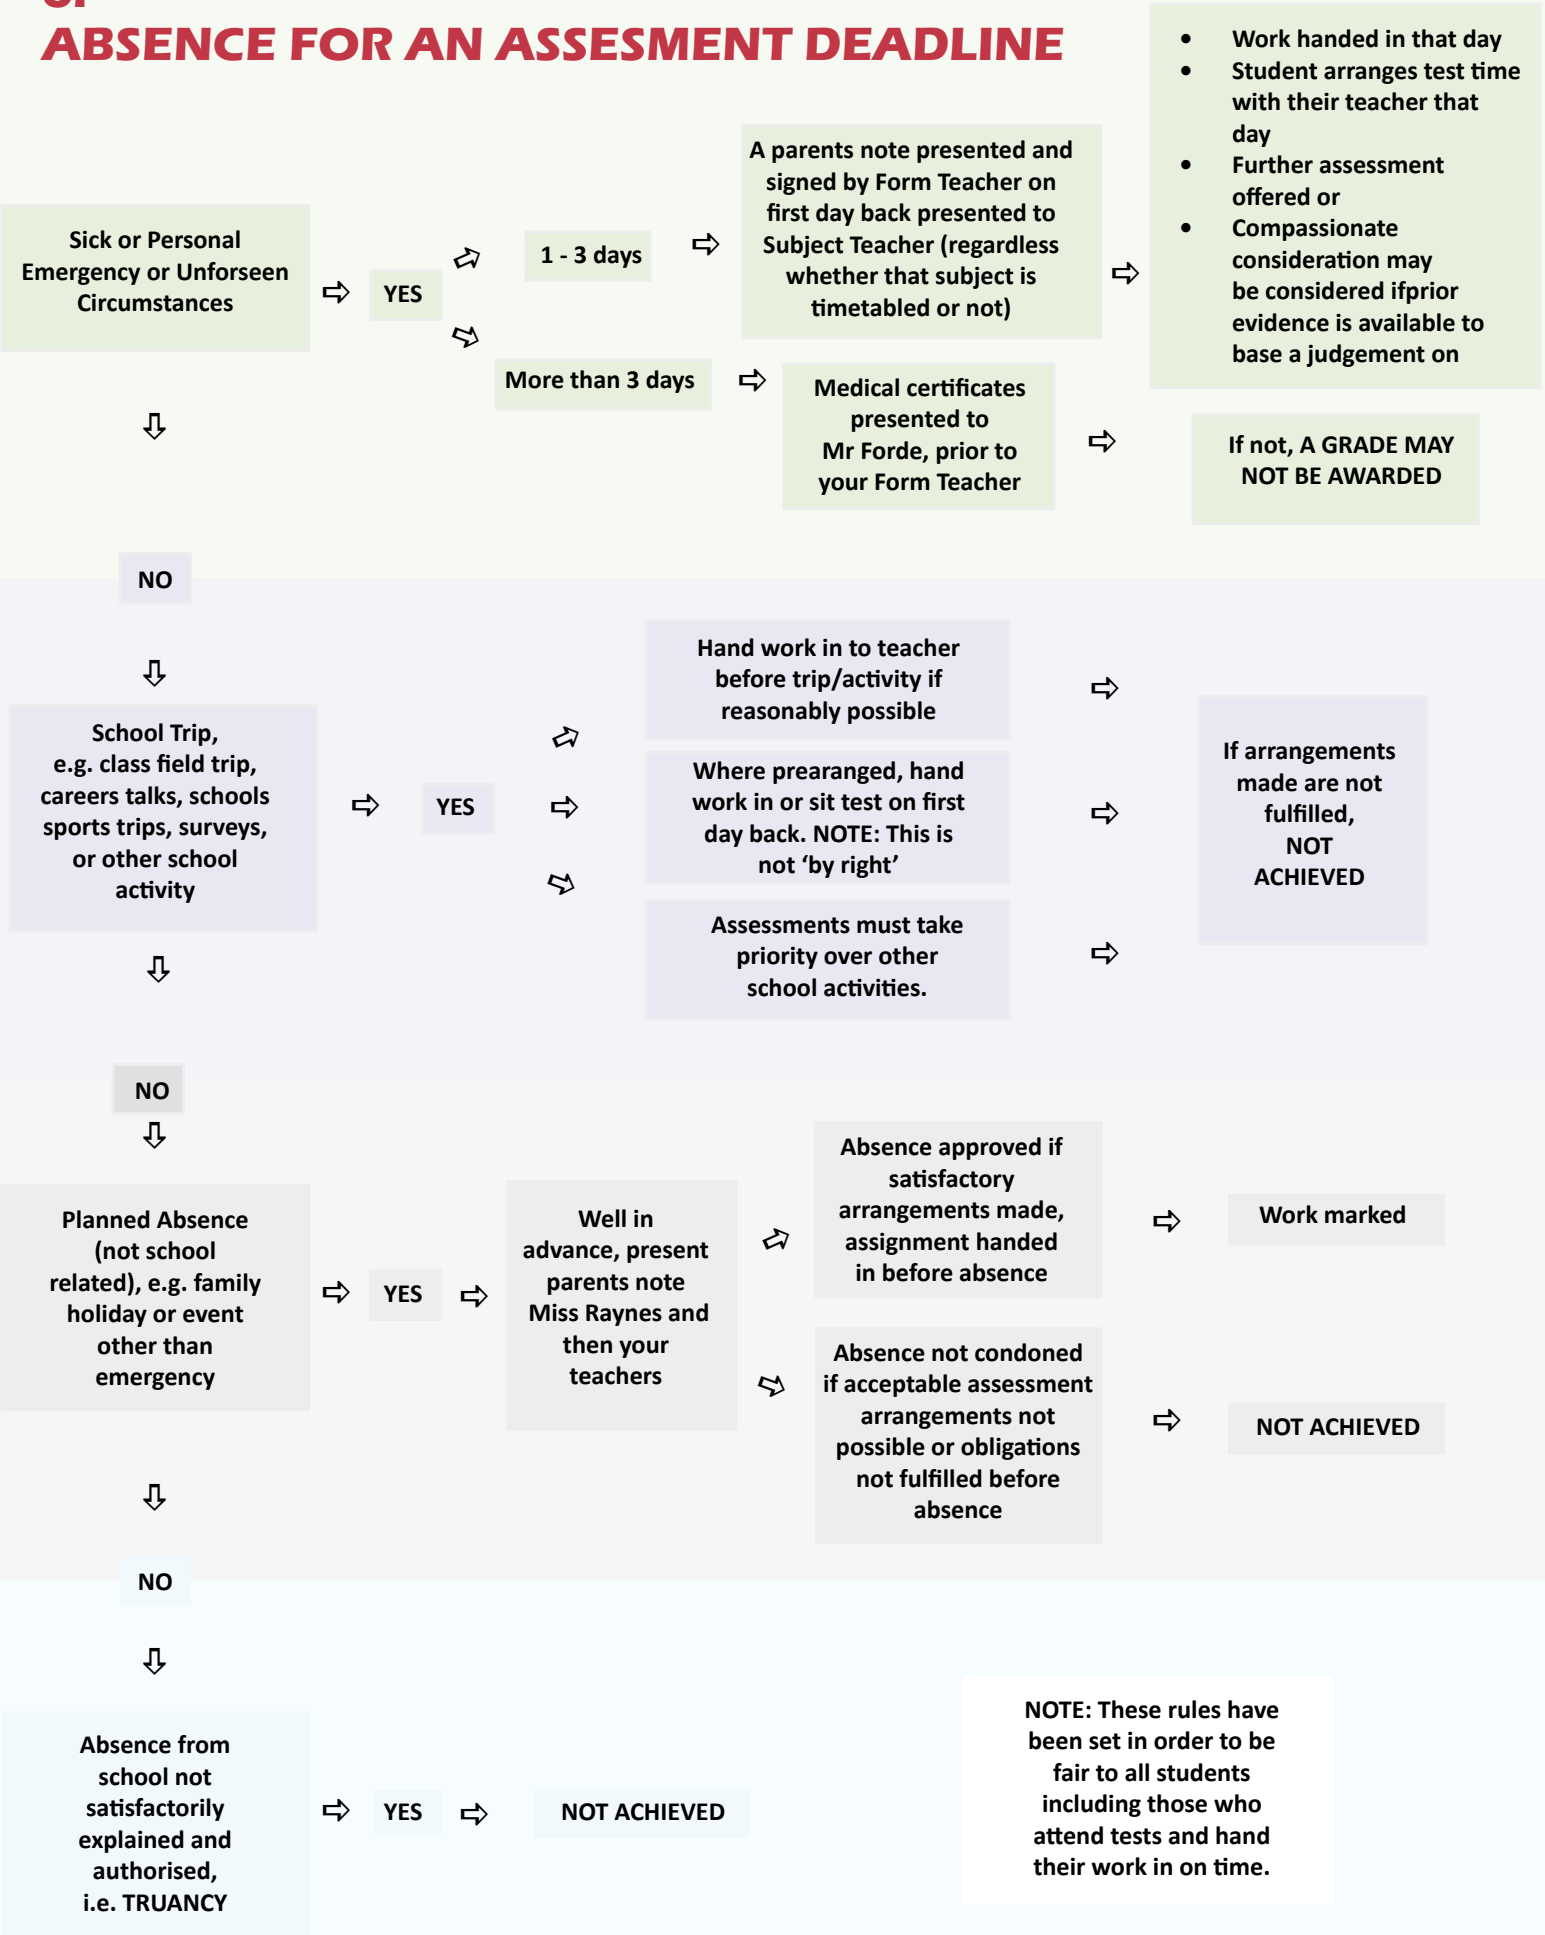 ABSENCE FOR AN ASSESMENT DEADLINE
Sick or Personal
Emergency or Unforseen
Circumstances
YES
1 - 3 days
A parents note presented and
signed by Form Teacher on
first day back presented to
Subject Teacher (regardless
whether that subject is
timetabled or not)
• Work handed in that day
• Student arranges test time
with their teacher that
day
• Further assessment
offered or
• Compassionate
consideration may
be considered ifprior
evidence is available to
base a judgement on
More than 3 days
Medical certificates
presented to
Mr Forde, prior to
your Form Teacher
If not, A GRADE MAY
NOT BE AWARDED
NO
School Trip,
e.g. class field trip,
careers talks, schools
sports trips, surveys,
or other school
activity
YES
Hand work in to teacher
before trip/activity if
reasonably possible
Where prearanged, hand
work in or sit test on first
day back. NOTE: This is
not ‘by right’
Assessments must take
priority over other
school activities.
If arrangements
made are not
fulfilled,
NOT
ACHIEVED
NO
Planned Absence
(not school
related), e.g. family
holiday or event
other than
emergency
YES
Well in
advance, present
parents note
Miss Raynes and
then your
teachers
Absence approved if
satisfactory
arrangements made,
assignment handed
in before absence
Work marked
Absence not condoned
if acceptable assessment
arrangements not
possible or obligations
not fulfilled before
absence
NOT ACHIEVED
NO
Absence from
school not
satisfactorily
explained and
authorised,
i.e. TRUANCY
YES
NOT ACHIEVED
NOTE: These rules have
been set in order to be
fair to all students
including those who
attend tests and hand
their work in on time.